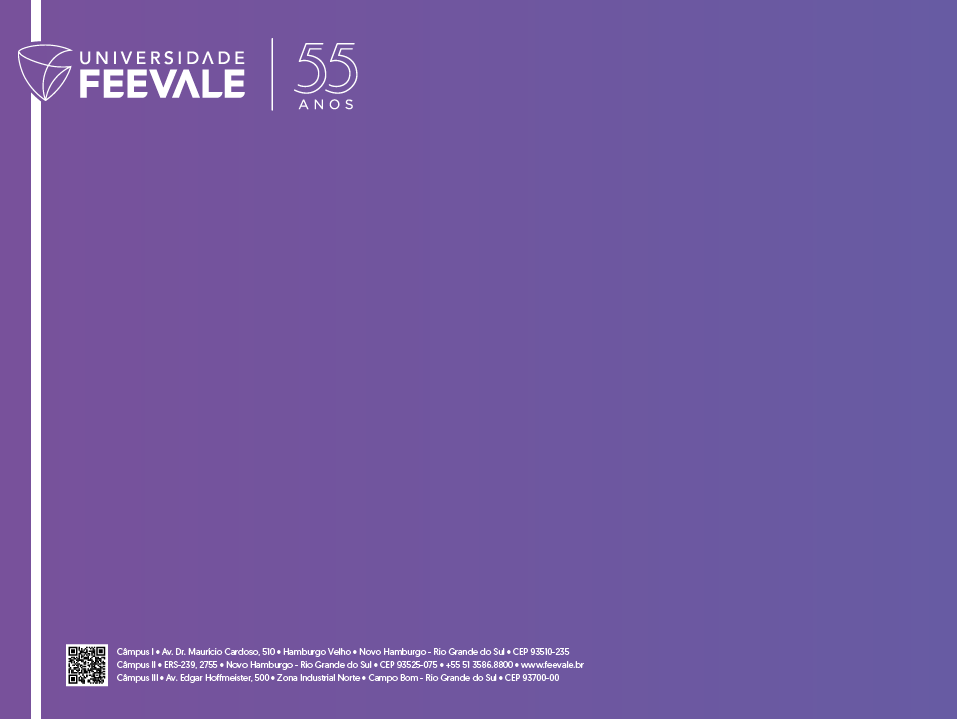 UNIVERSIDADE
FEEVALE
55
ANOS
Câmpus I • Av. Dr. Maurício Cardoso, 510 • Hamburgo Velho • Novo Hamburgo - Rio Grande do Sul • CEP 93510-235
Câmpus II • ERS-239, 2755 • Novo Hamburgo - Rio Grande do Sul • CEP 93525-075 • +55 51 3586.8800 • www.feevale.br
Câmpus III • Av. Edgar Hoffmeister, 500 • Zona Industrial Norte • Campo Bom - Rio Grande do Sul • CEP 93700-00